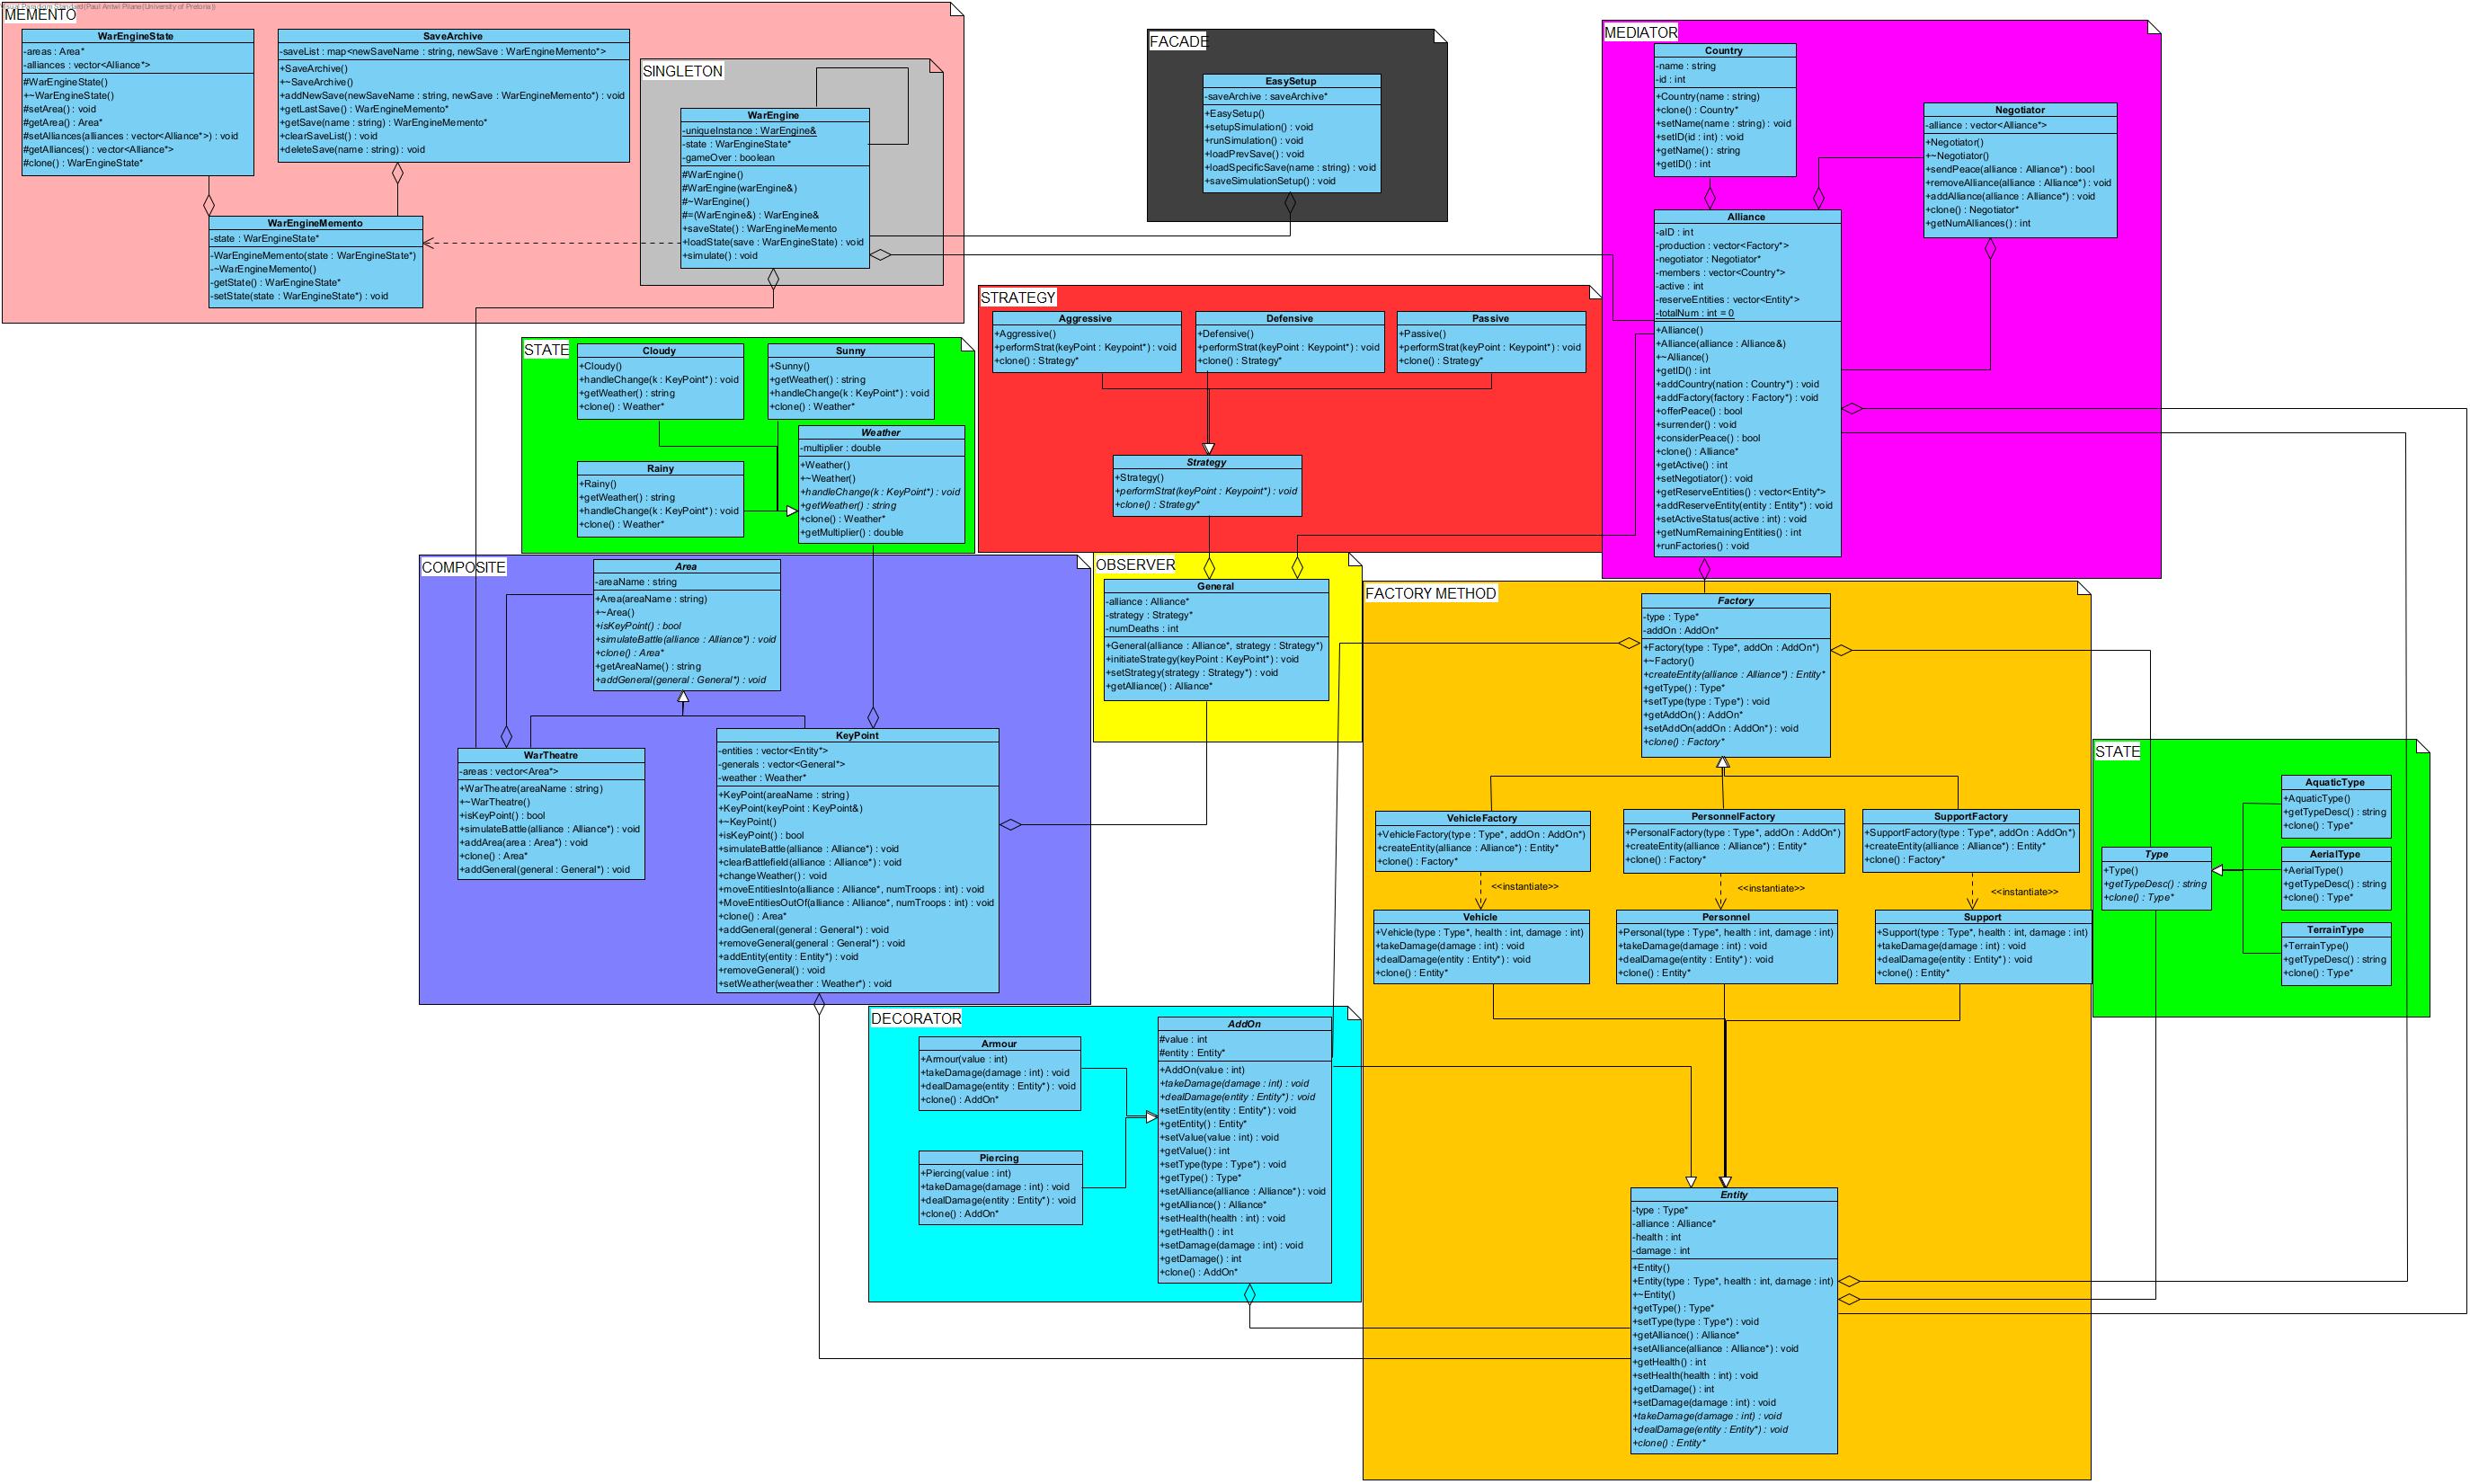 MEMENTO
WarEngineState
-areas : Area*
-alliances : vector<Alliance*>
#WarEngineState()
+~WarEngineState()
#setArea() : void
#getArea() : Area*
#setAlliances(alliances : vector<Alliance*>) : void
#getAlliances() : vector<Alliance*>
#clone() : WarEngineState*
SaveArchive
-saveList : map<newSaveName : string, newSave : WarEngineMemento*>
+SaveArchive()
+~SaveArchive()
+addNewSave(newSaveName : string, newSave : WarEngineMemento*) : void
+getLastSave() : WarEngineMemento*
+getSave(name : string) : WarEngineMemento*
+clearSaveList() : void
+deleteSave(name : string) : void
WarEngineMemento
-state : WarEngineState*
-WarEngineMemento(state : WarEngineState*)
-~WarEngineMemento()
-getState() : WarEngineState*
-setState(state : WarEngineState*) : void
SINGLETON
WarEngine
-uniqueInstance : WarEngine&
-state : WarEngineState*
-gameOver : boolean
#WarEngine()
#WarEngine(warEngine&)
#~WarEngine()
#=(WarEngine&) : WarEngine&
+saveState() : WarEngineMemento
+loadState(save : WarEngineState) : void
+simulate() : void
FACADE
EasySetup
-saveArchive : saveArchive*
+EasySetup()
+setupSimulation() : void
+runSimulation() : void
+loadPrevSave() : void
+loadSpecificSave(name : string) : void
+saveSimulationSetup() : void
MEDIATOR
Country
-name : string
-id : int
+Country(name : string)
+clone() : Country*
+setName(name : string) : void
+setID(id : int) : void
+getName() : string
+getID() : int
Negotiator
-alliance : vector<Alliance*>
+Negotiator()
+~Negotiator()
+sendPeace(alliance : Alliance*) : bool
+removeAlliance(alliance : Alliance*) : void
+addAlliance(alliance : Alliance*) : void
+clone() : Negotiator*
+getNumAlliances() : int
Alliance
-aID : int
-production : vector<Factory*>
-negotiator : Negotiator*
-members : vector<Country*>
-active : int
-reserveEntities : vector<Entity*>
-totalNum : int = 0
+Alliance()
+Alliance(alliance : Alliance&)
+~Alliance()
+getID() : int
+addCountry(nation : Country*) : void
+addFactory(factory : Factory*) : void
+offerPeace() : bool
+surrender() : void
+considerPeace() : bool
+clone() : Alliance*
+getActive() : int
+setNegotiator() : void
+getReserveEntities() : vector<Entity*>
+addReserveEntity(entity : Entity*) : void
+setActiveStatus(active : int) : void
+getNumRemainingEntities() : int
+runFactories() : void
STRATEGY
Aggressive
+Aggressive()
+performStrat(keyPoint : Keypoint*) : void
+clone() : Strategy*
Defensive
+Defensive()
+performStrat(keyPoint : Keypoint*) : void
+clone() : Strategy*
Passive
+Passive()
+performStrat(keyPoint : Keypoint*) : void
+clone() : Strategy*
Strategy
+Strategy()
+performStrat(keyPoint : Keypoint*) : void
+clone() : Strategy*
STATE
Cloudy
+Cloudy()
+handleChange(k : KeyPoint*) : void
+getWeather() : string
+clone() : Weather*
Sunny
+Sunny()
+getWeather() : string
+handleChange(k : KeyPoint*) : void
+clone() : Weather*
Rainy
+Rainy()
+getWeather() : string
+handleChange(k : KeyPoint*) : void
+clone() : Weather*
Weather
-multiplier : double
+Weather()
+~Weather()
+handleChange(k : KeyPoint*) : void
+getWeather() : string
+clone() : Weather*
+getMultiplier() : double
COMPOSITE
Area
-areaName : string
+Area(areaName : string)
+~Area()
+isKeyPoint() : bool
+simulateBattle(alliance : Alliance*) : void
+clone() : Area*
+getAreaName() : string
+addGeneral(general : General*) : void
WarTheatre
-areas : vector<Area*>
+WarTheatre(areaName : string)
+~WarTheatre()
+isKeyPoint() : bool
+simulateBattle(alliance : Alliance*) : void
+addArea(area : Area*) : void
+clone() : Area*
+addGeneral(general : General*) : void
KeyPoint
-entities : vector<Entity*>
-generals : vector<General*>
-weather : Weather*
+KeyPoint(areaName : string)
+KeyPoint(keyPoint : KeyPoint&)
+~KeyPoint()
+isKeyPoint() : bool
+simulateBattle(alliance : Alliance*) : void
+clearBattlefield(alliance : Alliance*) : void
+changeWeather() : void
+moveEntitiesInto(alliance : Alliance*, numTroops : int) : void
+MoveEntitiesOutOf(alliance : Alliance*, numTroops : int) : void
+clone() : Area*
+addGeneral(general : General*) : void
+removeGeneral(general : General*) : void
+addEntity(entity : Entity*) : void
+removeGeneral() : void
+setWeather(weather : Weather*) : void
OBSERVER
General
-alliance : Alliance*
-strategy : Strategy*
-numDeaths : int
+General(alliance : Alliance*, strategy : Strategy*)
+initiateStrategy(keyPoint : KeyPoint*) : void
+setStrategy(strategy : Strategy*) : void
+getAlliance() : Alliance*
FACTORY METHOD
Factory
-type : Type*
-addOn : AddOn*
+Factory(type : Type*, addOn : AddOn*)
+~Factory()
+createEntity(alliance : Alliance*) : Entity*
+getType() : Type*
+setType(type : Type*) : void
+getAddOn() : AddOn*
+setAddOn(addOn : AddOn*) : void
+clone() : Factory*
VehicleFactory
+VehicleFactory(type : Type*, addOn : AddOn*)
+createEntity(alliance : Alliance*) : Entity*
+clone() : Factory*
PersonnelFactory
+PersonalFactory(type : Type*, addOn : AddOn*)
+createEntity(alliance : Alliance*) : Entity*
+clone() : Factory*
SupportFactory
+SupportFactory(type : Type*, addOn : AddOn*)
+createEntity(alliance : Alliance*) : Entity*
+clone() : Factory*
<<instantiate>>
<<instantiate>>
<<instantiate>>
Vehicle
+Vehicle(type : Type*, health : int, damage : int)
+takeDamage(damage : int) : void
+dealDamage(entity : Entity*) : void
+clone() : Entity*
Personnel
+Personal(type : Type*, health : int, damage : int)
+takeDamage(damage : int) : void
+dealDamage(entity : Entity*) : void
+clone() : Entity*
Support
+Support(type : Type*, health : int, damage : int)
+takeDamage(damage : int) : void
+dealDamage(entity : Entity*) : void
+clone() : Entity*
STATE
AquaticType
+AquaticType()
+getTypeDesc() : string
+clone() : Type*
Type
+Type()
+getTypeDesc() : string
+clone() : Type*
AerialType
+AerialType()
+getTypeDesc() : string
+clone() : Type*
TerrainType
+TerrainType()
+getTypeDesc() : string
+clone() : Type*
DECORATOR
Armour
+Armour(value : int)
+takeDamage(damage : int) : void
+dealDamage(entity : Entity*) : void
+clone() : AddOn*
Piercing
+Piercing(value : int)
+takeDamage(damage : int) : void
+dealDamage(entity : Entity*) : void
+clone() : AddOn*
AddOn
#value : int
#entity : Entity*
+AddOn(value : int)
+takeDamage(damage : int) : void
+dealDamage(entity : Entity*) : void
+setEntity(entity : Entity*) : void
+getEntity() : Entity*
+setValue(value : int) : void
+getValue() : int
+setType(type : Type*) : void
+getType() : Type*
+setAlliance(alliance : Alliance*) : void
+getAlliance() : Alliance*
+setHealth(health : int) : void
+getHealth() : int
+setDamage(damage : int) : void
+getDamage() : int
+clone() : AddOn*
Entity
-type : Type*
-alliance : Alliance*
-health : int
-damage : int
+Entity()
+Entity(type : Type*, health : int, damage : int)
+~Entity()
+getType() : Type*
+setType(type : Type*) : void
+getAlliance() : Alliance*
+setAlliance(alliance : Alliance*) : void
+getHealth() : int
+setHealth(health : int) : void
+getDamage() : int
+setDamage(damage : int) : void
+takeDamage(damage : int) : void
+dealDamage(entity : Entity*) : void
+clone() : Entity*